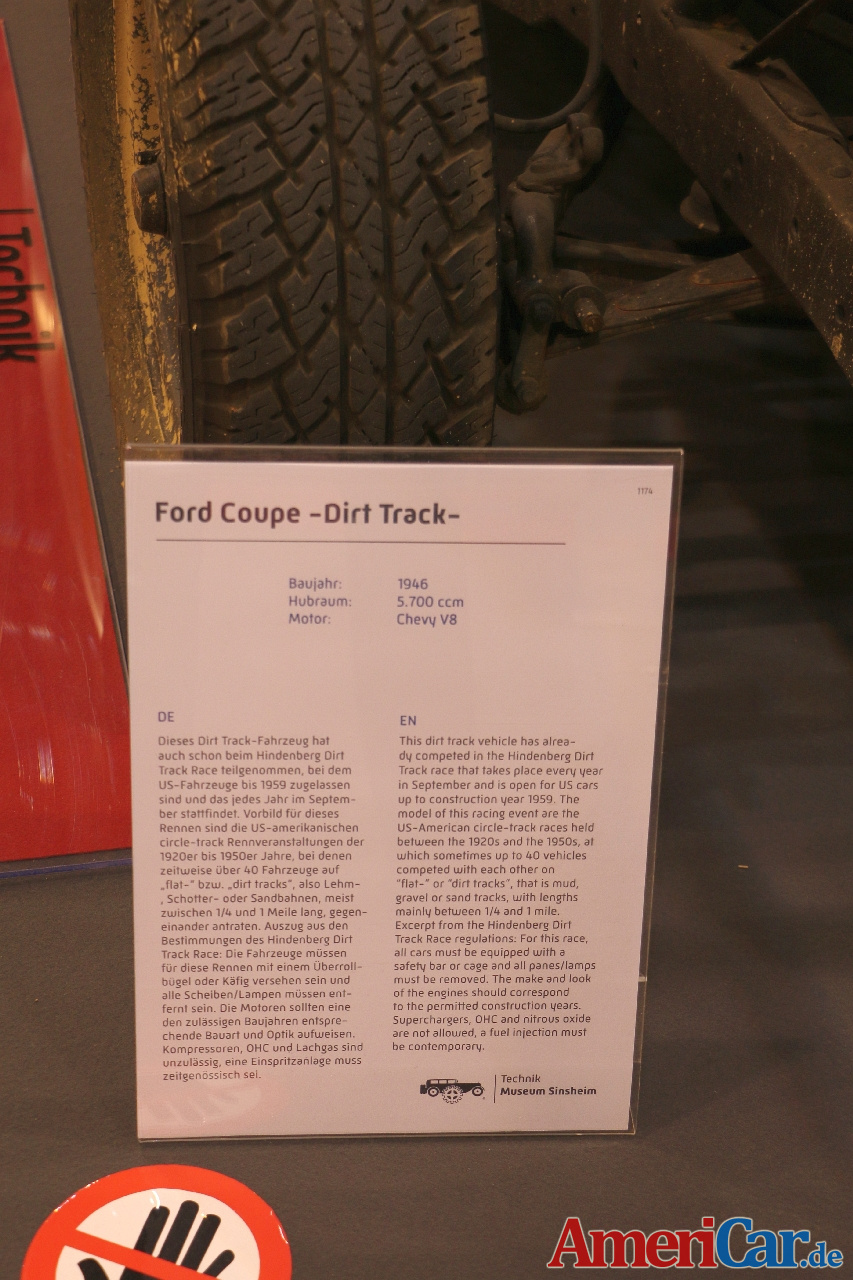 Technik
1174
Ford Coupe -Dirt Track-
Baujahr: 1946
Hubraum: 5.700 ccm
Motor: Chevy V8
DE
Dieses Dirt Track-Fahrzeug hat
auch schon beim Hindenberg Dirt
Track Race teilgenommen, bei dem
US-Fahrzeuge bis 1959 zugelassen
sind und das jedes Jahr im Septem-
ber stattfindet. Vorbild für dieses
Rennen sind die US-amerikanischen
circle-track Rennveranstaltungen der
1920er bis 1950er Jahre, bei denen
zeitweise über 40 Fahrzeuge auf
„flat-" bzw. „dirt tracks", also Lehm-
, Schotter- oder Sandbahnen, meist
zwischen 1/4 und 1 Meile lang, gegen-
einander antraten. Auszug aus den
Bestimmungen des Hindenberg Dirt
Track Race: Die Fahrzeuge müssen
für diese Rennen mit einem Überroll-
bügel oder Käfig versehen sein und
alle Scheiben/Lampen müssen ent-
fernt sein. Die Motoren sollten eine
den zulässigen Baujahren entspre-
chende Bauart und Optik aufweisen.
Kompressoren, OHC und Lachgas sind
unzulässig, eine Einspritzanlage muss
zeitgenössisch sei.
EN
This dirt track vehicle has alrea-
dy competed in the Hindenberg Dirt
Track race that takes place every year
in September and is open for US cars
up to construction year 1959. The
model of this racing event are the
US-American circle-track races held
between the 1920s and the 1950s, at
which sometimes up to 40 vehicles
competed with each other on
"flat-" or "dirt tracks", that is mud,
gravel or sand tracks, with lengths
mainly between 1/4 and 1 mile.
Excerpt from the Hindenberg Dirt
Track Race regulations: For this race,
all cars must be equipped with a
safety bar or cage and all panes/lamps
must be removed. The make and look
of the engines should correspond
to the permitted construction years.
Superchargers, OHC and nitrous oxide
are not allowed, a fuel injection must
be contemporary.
Technik
Museum Sinsheim
AmeriCar.de